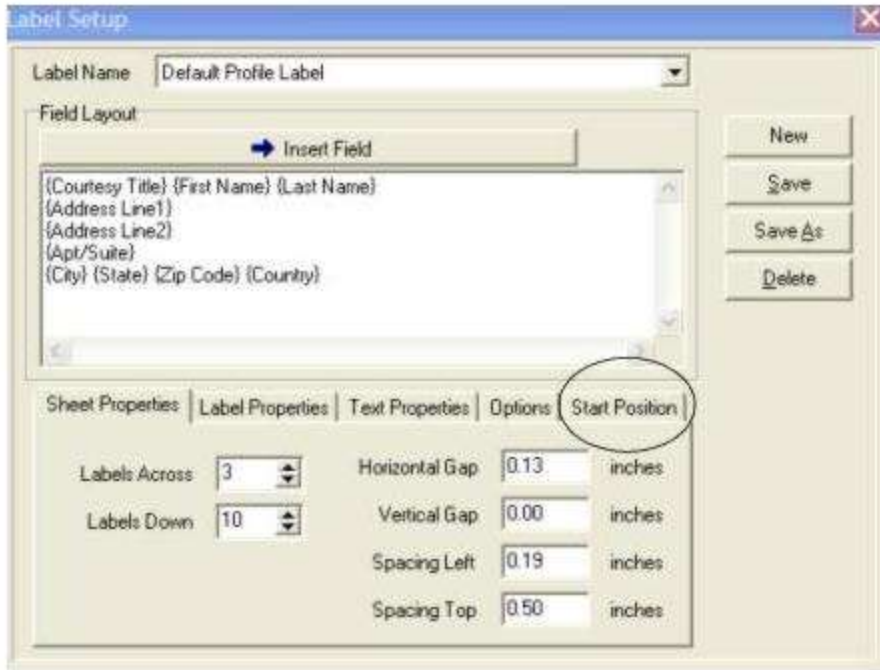 Label Setup
Label Name Default Profile Label
Field Layout
Insert Field
{Courtesy Title} {First Name} {Last Name}
{Address Line1}
{Address Line2}
{Apt/Suite}
{City} {State} {Zip Code} {Country}
New
Save
Save As
Delete
Sheet Properties Label Properties Text Properties Options Start Position
Labels Across 3 Horizontal Gap 0.13 inches
Labels Down 10 Vertical Gap 0.00 inches
Spacing Left 0.19 inches
Spacing Top 0.50 inches